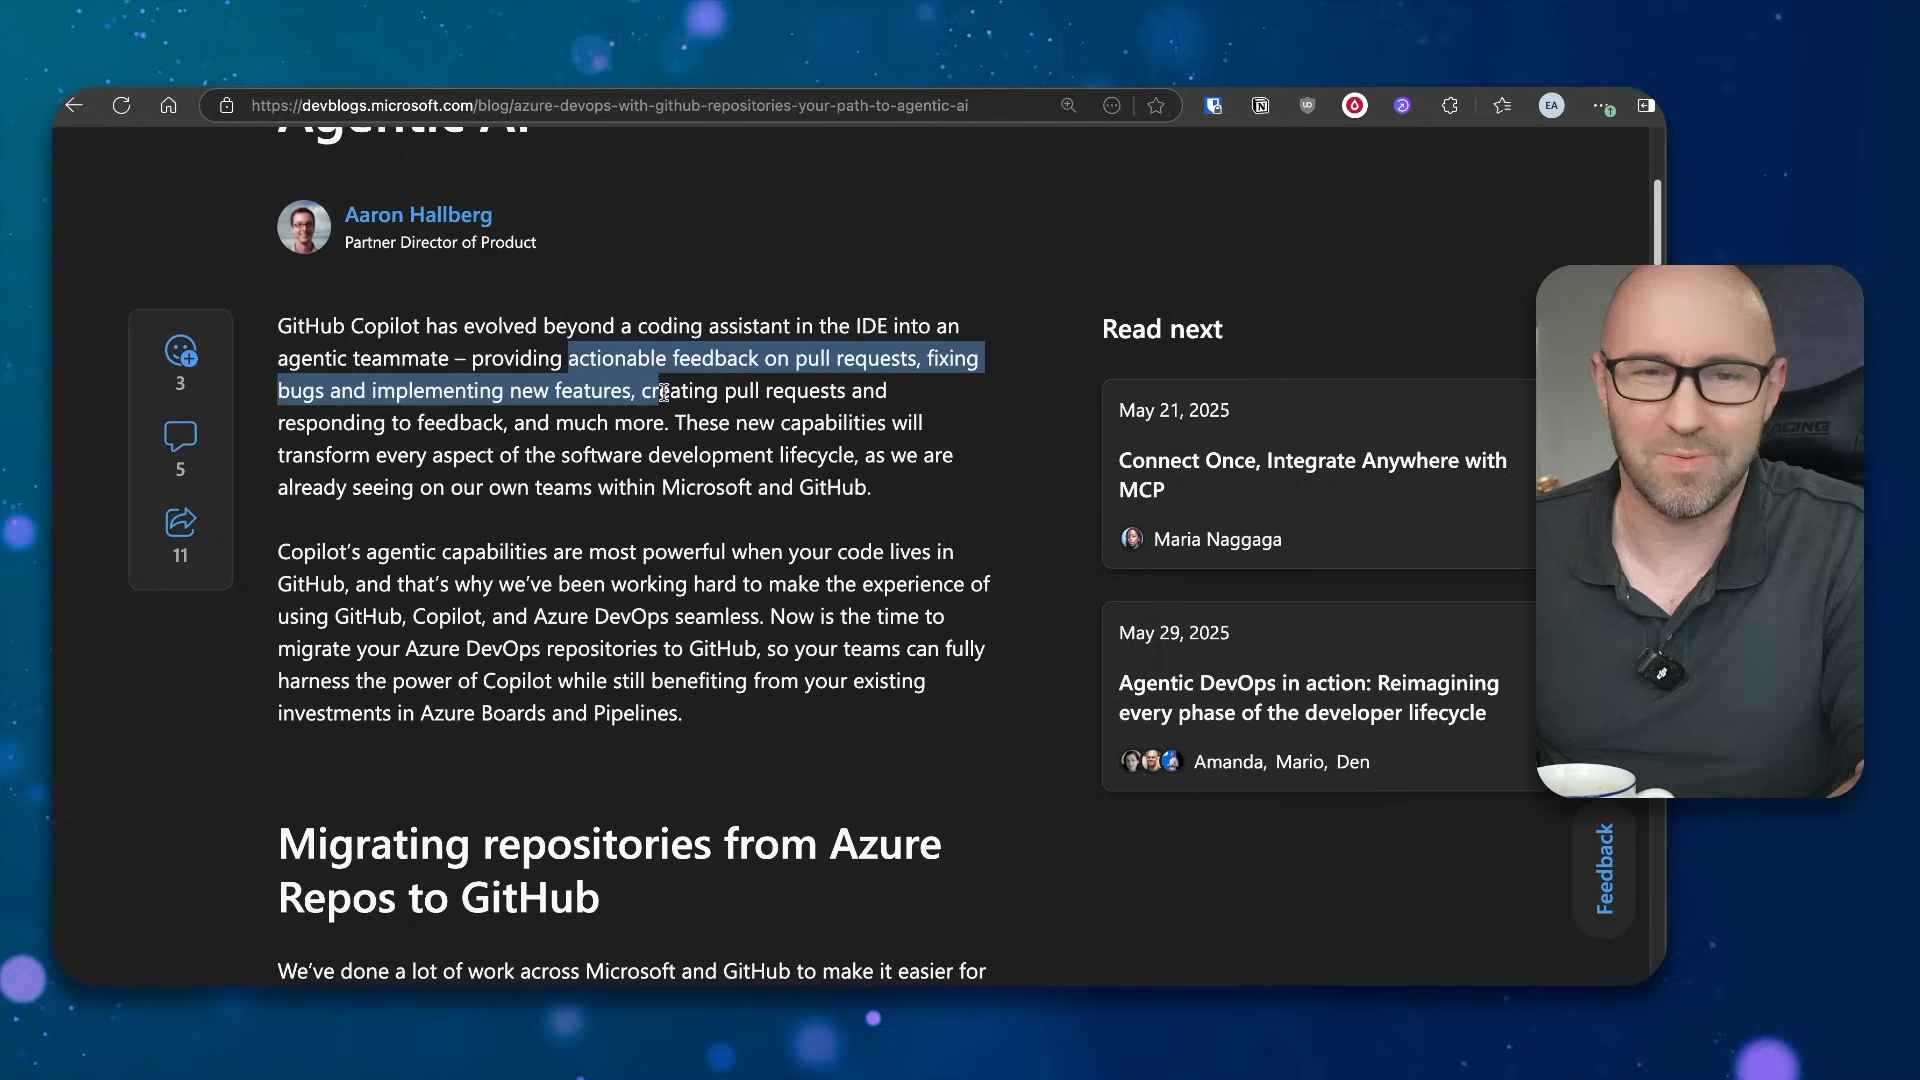 https://devblogs.microsoft.com/blog/azure-devops-with-github-repositories-your-path-to-agentic-ai
EA
Agentic AI
Aaron Hallberg
Partner Director of Product
3
5
11
GitHub Copilot has evolved beyond a coding assistant in the IDE into an
agentic teammate – providing actionable feedback on pull requests, fixing
bugs and implementing new features, creating pull requests and
responding to feedback, and much more. These new capabilities will
transform every aspect of the software development lifecycle, as we are
already seeing on our own teams within Microsoft and GitHub.
Copilot’s agentic capabilities are most powerful when your code lives in
GitHub, and that’s why we’ve been working hard to make the experience of
using GitHub, Copilot, and Azure DevOps seamless. Now is the time to
migrate your Azure DevOps repositories to GitHub, so your teams can fully
harness the power of Copilot while still benefiting from your existing
investments in Azure Boards and Pipelines.
Migrating repositories from Azure
Repos to GitHub
We’ve done a lot of work across Microsoft and GitHub to make it easier for
Read next
May 21, 2025
Connect Once, Integrate Anywhere with
MCP
Maria Naggaga
May 29, 2025
Agentic DevOps in action: Reimagining
every phase of the developer lifecycle
Amanda, Mario, Den
Feedback